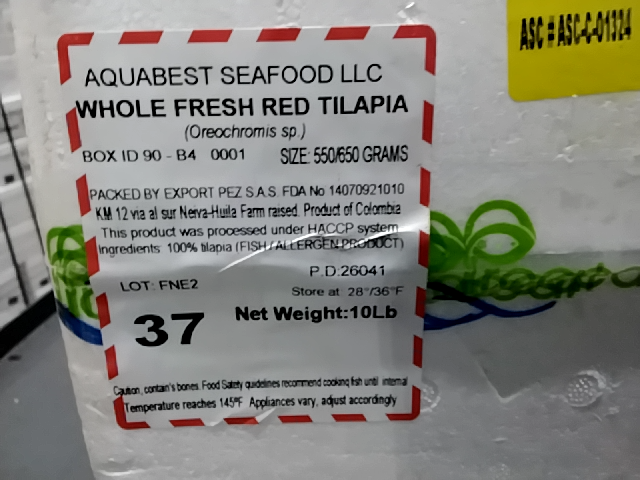 ASC # ASC-C-01324
AQUABEST SEAFOOD LLC
WHOLE FRESH RED TILAPIA
(Oreochromis sp.)
BOX ID 90 - B4 0001 SIZE: 550/650 GRAMS
PACKED BY EXPORT PEZ S.A.S. FDA No 14070921010
KM 12 via al sur Neiva-Huila Farm raised. Product of Colombia
This product was processed under HACCP system
Ingredients: 100% tilapia (FISH / ALLERGEN PRODUCT)
P.D.26041
LOT: FNE2
Store at 28°/36°F
37
Net Weight:10Lb
Caution, contain's bones. Food Safety guidelines recommend cooking fish until internal
Temperature reaches 145ºF Appliances vary, adjust accordingly